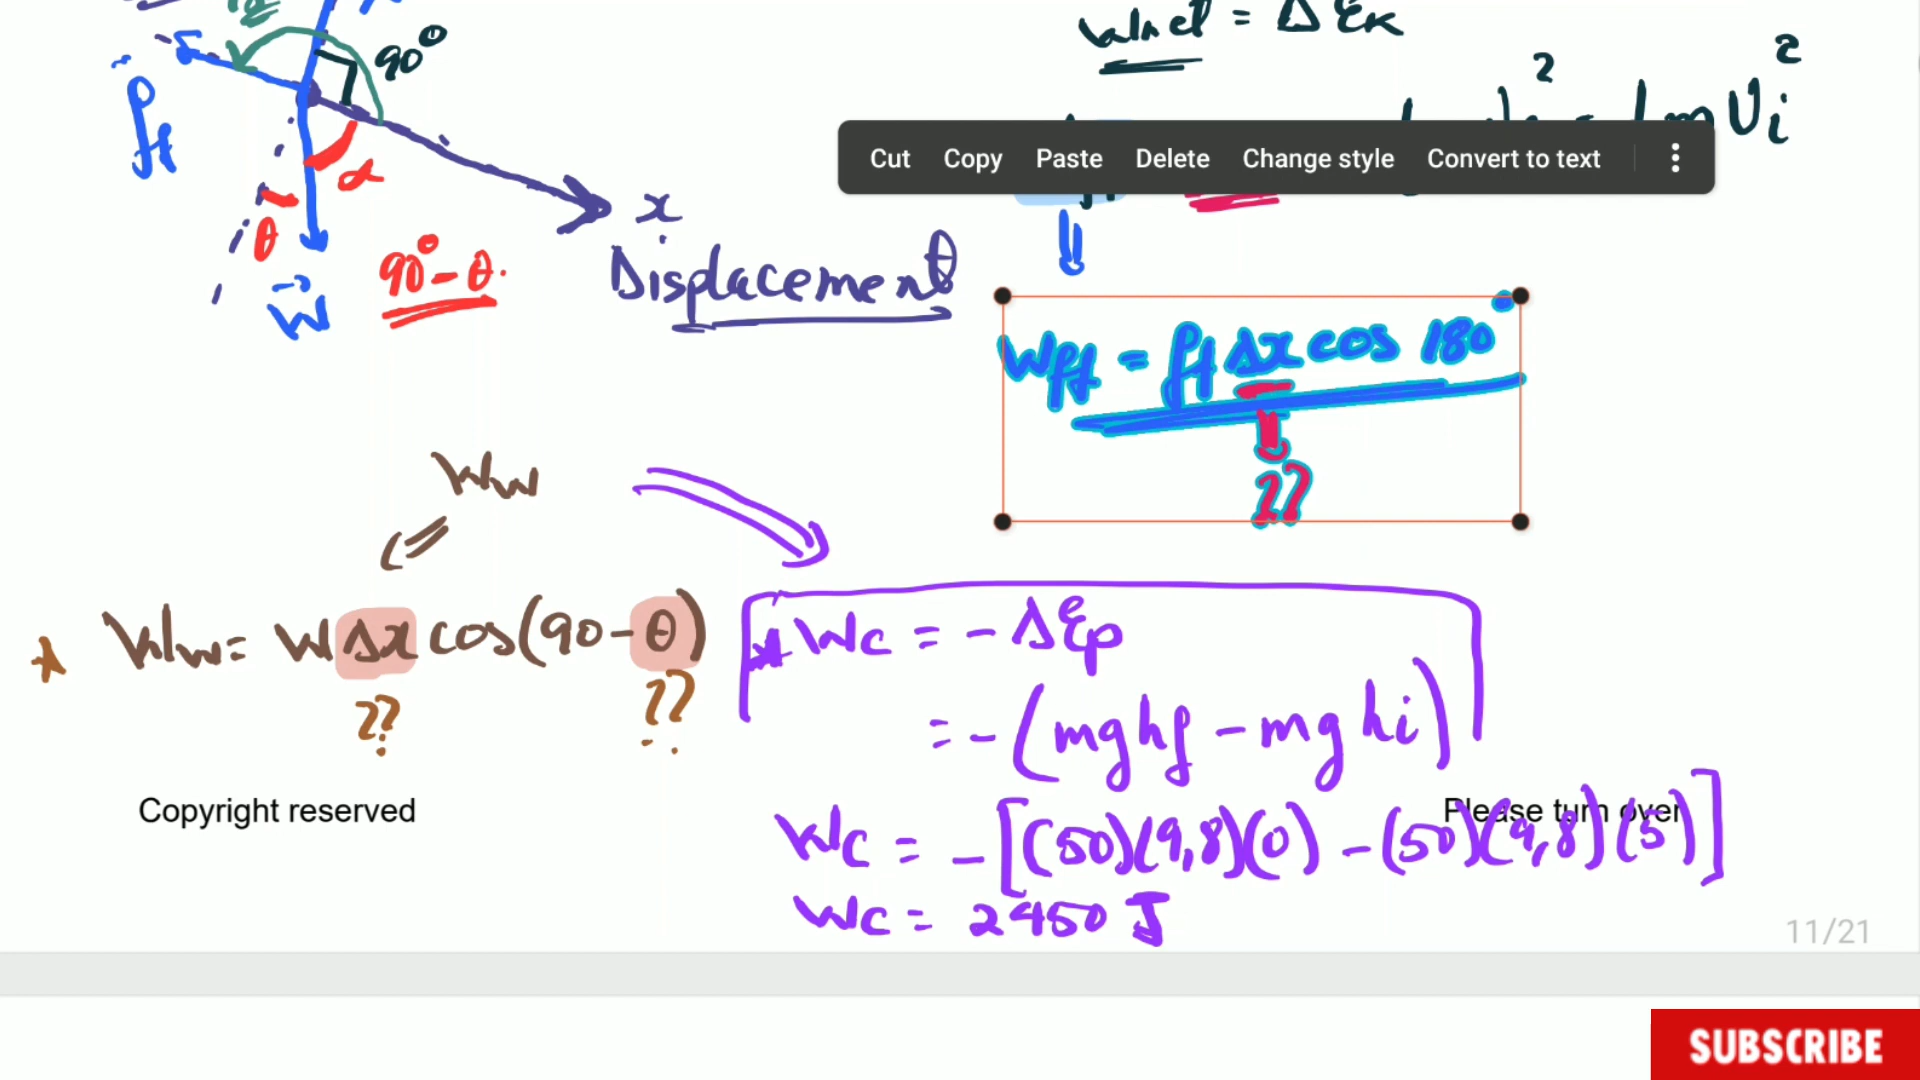 Wnet = ΔEk
90°
ff
α
θ
w
90° - θ.
x
Displacement
Vi²
Cut Copy Paste Delete Change style Convert to text
Wff = ff Δx cos 180°
??
Ww
* Ww = WΔx cos(90-θ)
?? ??
* Wc = -ΔEp
= -(mghf - mghi)
Copyright reserved
Please turn over
Wc = -[(50)(9,8)(0) - (50)(9,8)(5)]
Wc = 2450 J
11/21
SUBSCRIBE